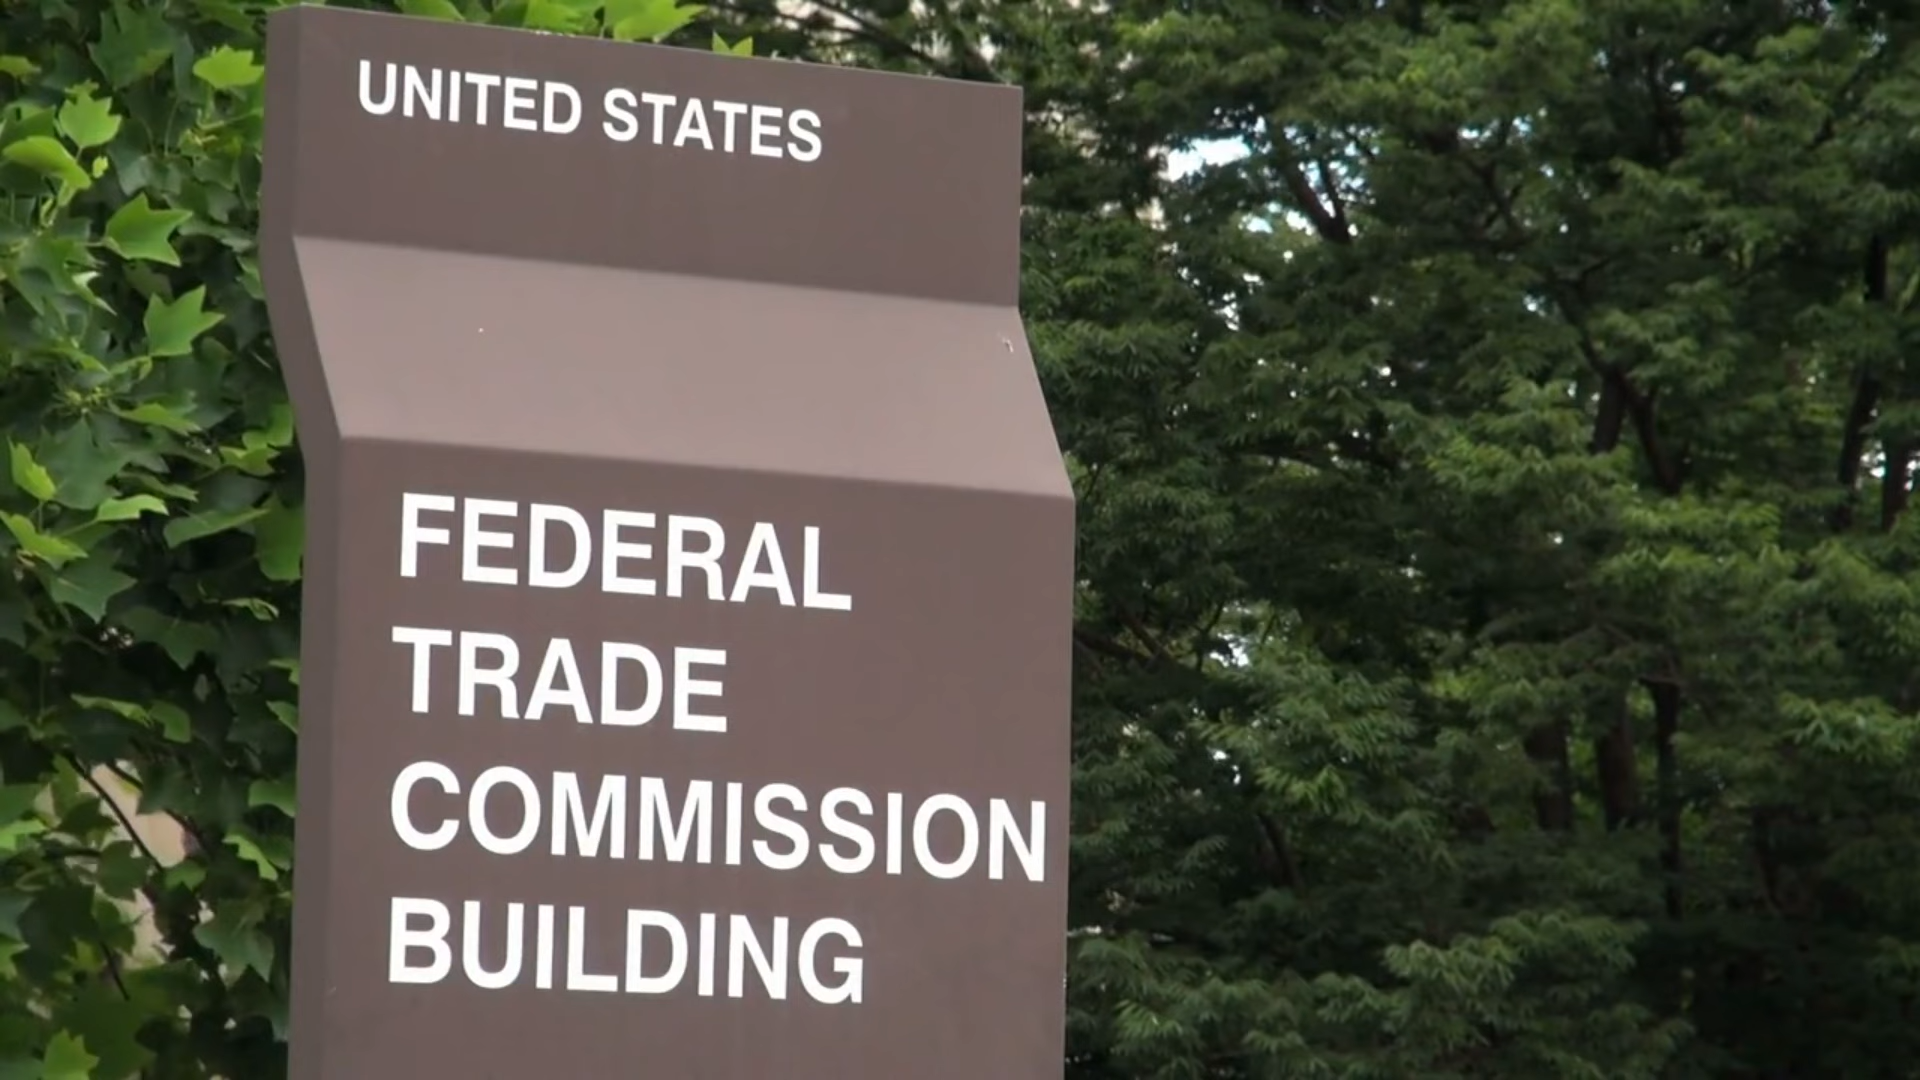 UNITED STATES
FEDERAL
TRADE
COMMISSION
BUILDING